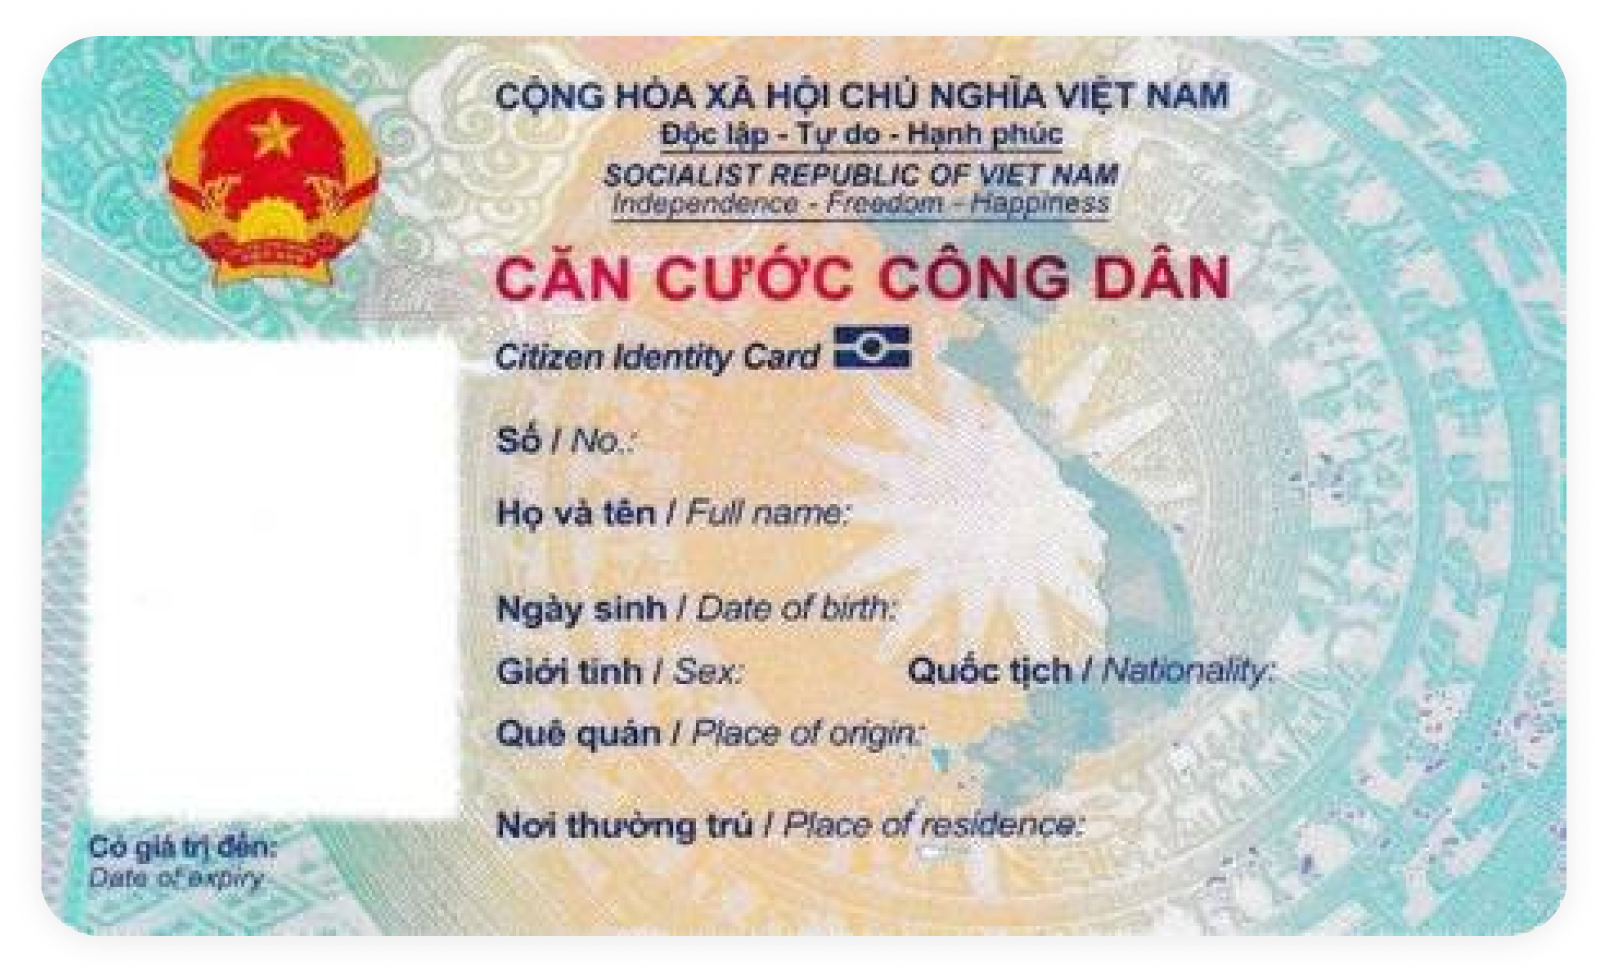 CỘNG HÒA XÃ HỘI CHỦ NGHĨA VIỆT NAM
Độc lập - Tự do - Hạnh phúc
SOCIALIST REPUBLIC OF VIET NAM
Independence - Freedom - Happiness
CĂN CƯỚC CÔNG DÂN
Citizen Identity Card
Số / No.:
Họ và tên / Full name:
Ngày sinh / Date of birth:
Giới tính / Sex: Quốc tịch / Nationality:
Quê quán / Place of origin:
Nơi thường trú / Place of residence:
Có giá trị đến:
Date of expiry